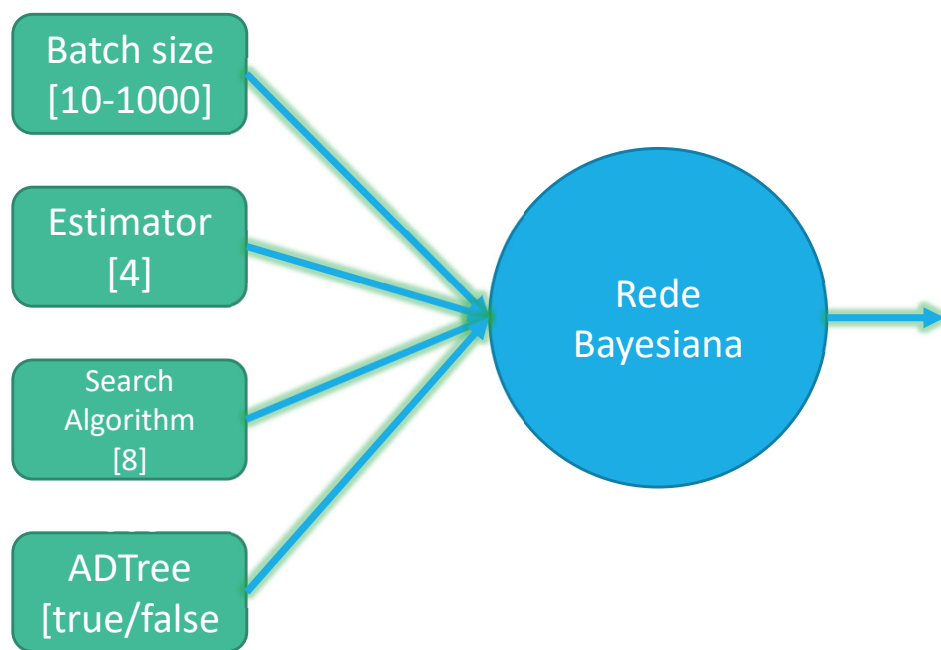 Batch size
[10-1000]
Estimator
[4]
Search
Algorithm
[8]
ADTree
[true/false
Rede
Bayesiana